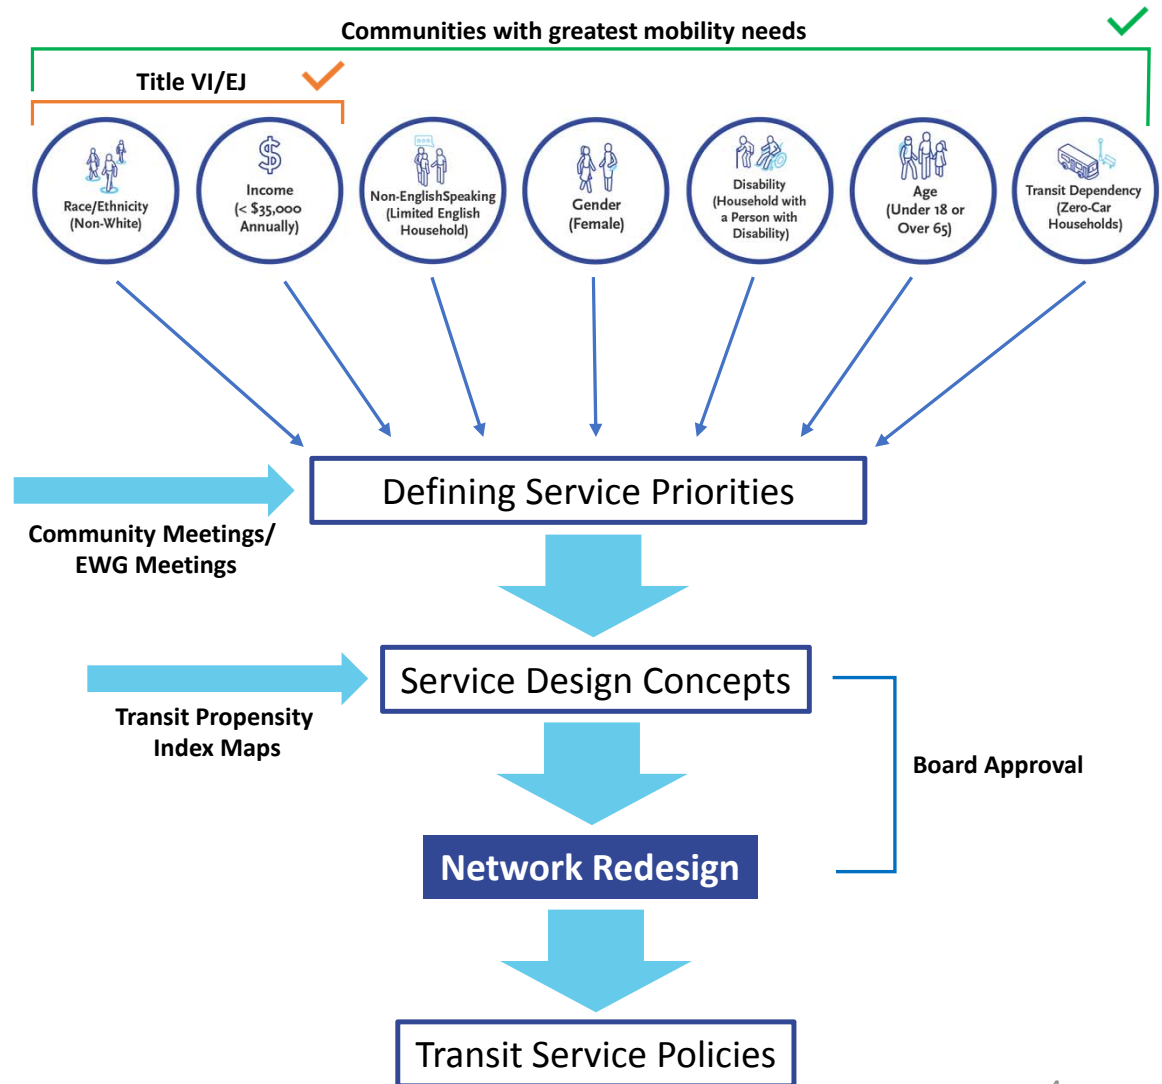 Communities with greatest mobility needs
Title VI/EJ
Race/Ethnicity
(Non-White)
$
Income
(< $35,000
Annually)
Non-EnglishSpeaking
(Limited English
Household)
Gender
(Female)
Disability
(Household with
a Person with
Disability)
Age
(Under 18 or
Over 65)
Transit Dependency
(Zero-Car
Households)
Defining Service Priorities
Community Meetings/
EWG Meetings
Service Design Concepts
Transit Propensity
Index Maps
Board Approval
Network Redesign
Transit Service Policies